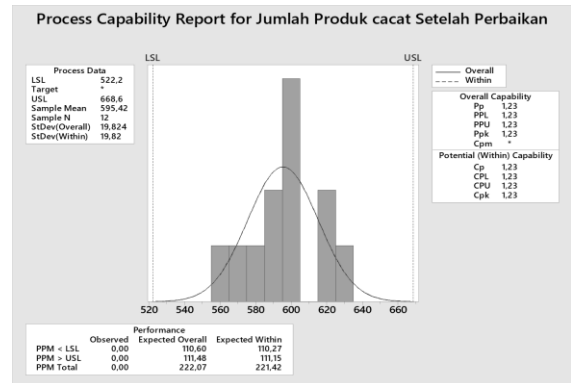 Process Capability Report for Jumlah Produk cacat Setelah Perbaikan
LSL
USL
Process Data
LSL 522,2
Target *
USL 668,6
Sample Mean 595,42
Sample N 12
StDev(Overall) 19,824
StDev(Within) 19,82
Overall
Within
Overall Capability
Pp 1,23
PPL 1,23
PPU 1,23
Ppk 1,23
Cpm *
Potential (Within) Capability
Cp 1,23
CPL 1,23
CPU 1,23
Cpk 1,23
520 540 560 580 600 620 640 660
Performance
Observed Expected Overall Expected Within
PPM < LSL 0,00 110,60 110,27
PPM > USL 0,00 111,48 111,15
PPM Total 0,00 222,07 221,42